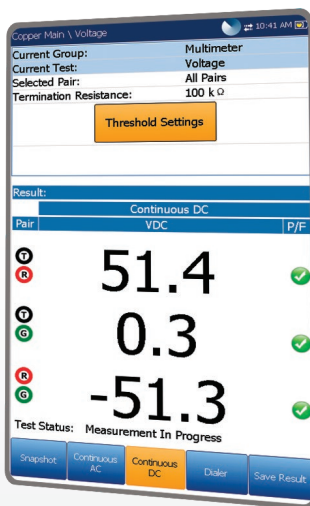 Copper Main \ Voltage 10:41 AM
Current Group: Multimeter
Current Test: Voltage
Selected Pair: All Pairs
Termination Resistance: 100 k Ω
Threshold Settings
Result:
Continuous DC
Pair VDC P/F
T
R
51.4
T
G
0.3
R
G
-51.3
Test Status: Measurement In Progress
Snapshot
Continuous
AC
Continuous
DC
Dialer
Save Result